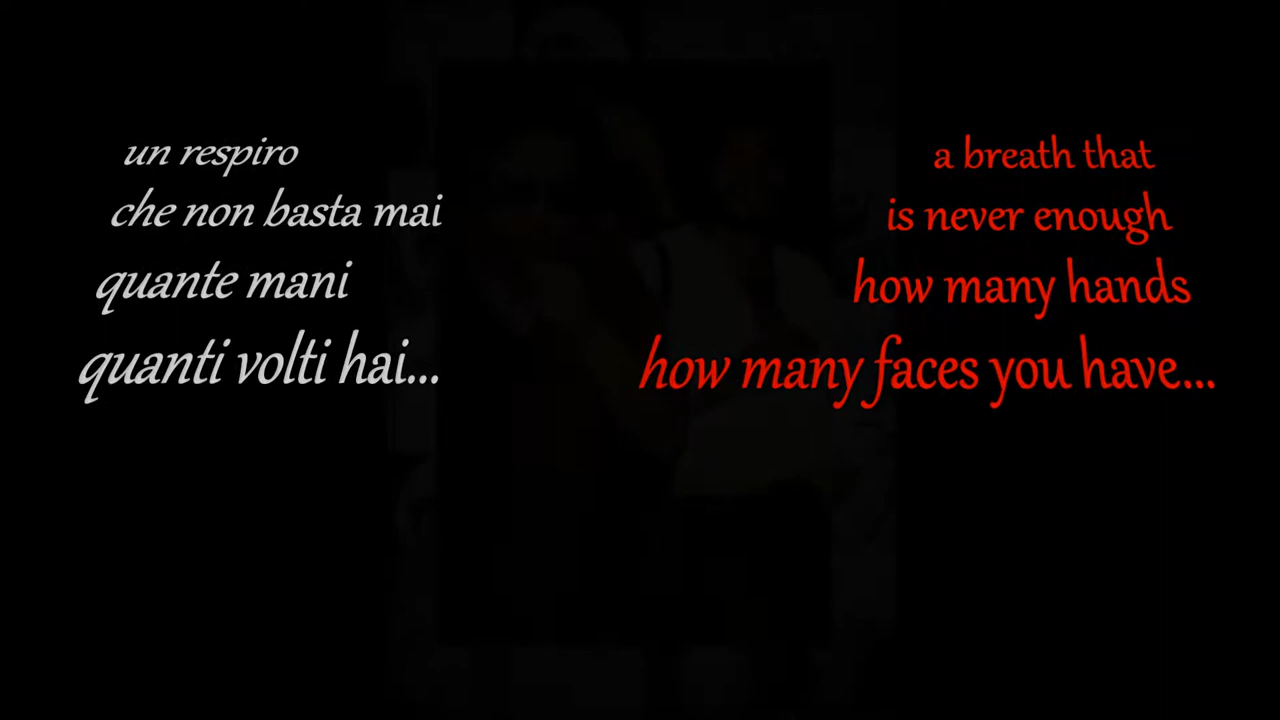 un respiro
che non basta mai
quante mani
quanti volti hai...
a breath that
is never enough
how many hands
how many faces you have...